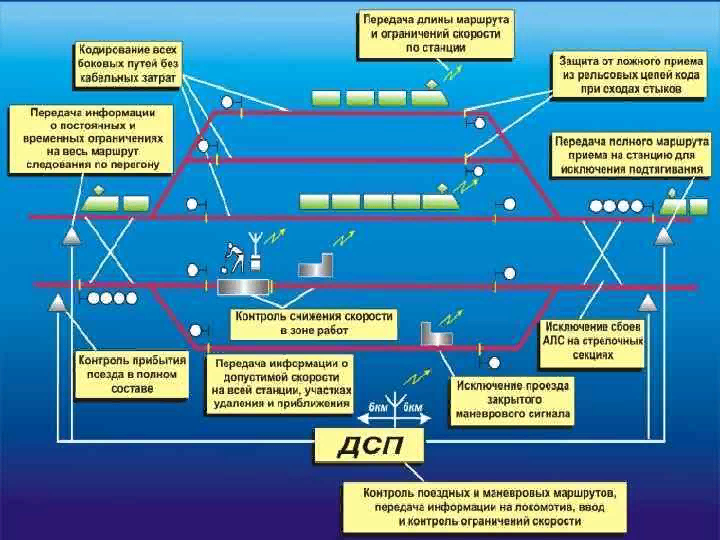 Передача длины маршрута
и ограничений скорости
по станции
Кодирование всех
боковых путей без
кабельных затрат
Защита от ложного приема
из рельсовых цепей кода
при сходах стыков
Передача информации
о постоянных и
временных ограничениях
на весь маршрут
следования по перегону
Передача полного маршрута
приема на станцию для
исключения подтягивания
Контроль снижения скорости
в зоне работ
Исключение сбоев
АЛС на стрелочных
секциях
Контроль прибытия
поезда в полном
составе
Передача информации о
допустимой скорости
на всей станции, участках
удаления и приближения
Исключение проезда
закрытого
маневрового сигнала
6км 6км
ДСП
Контроль поездных и маневровых маршрутов,
передача информации на локомотив, ввод
и контроль ограничений скорости